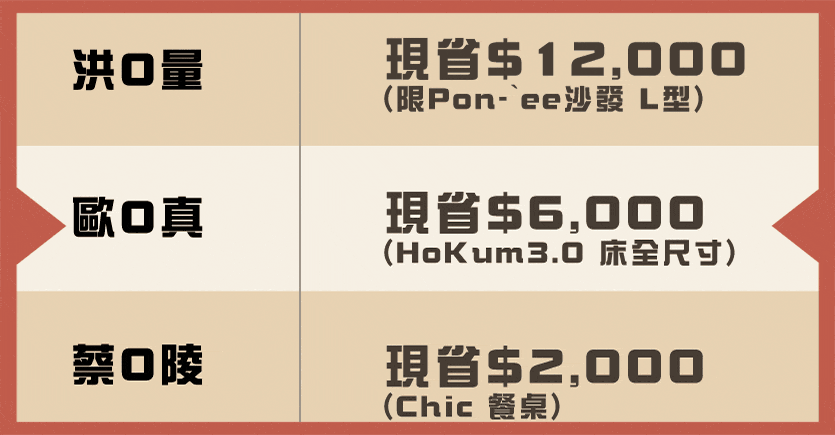 洪O量
現省$12,000
(限Pon-ˋee沙發 L型)
歐O真
現省$6,000
(HoKum3.0 床全尺寸)
蔡O陵
現省$2,000
(Chic 餐桌)